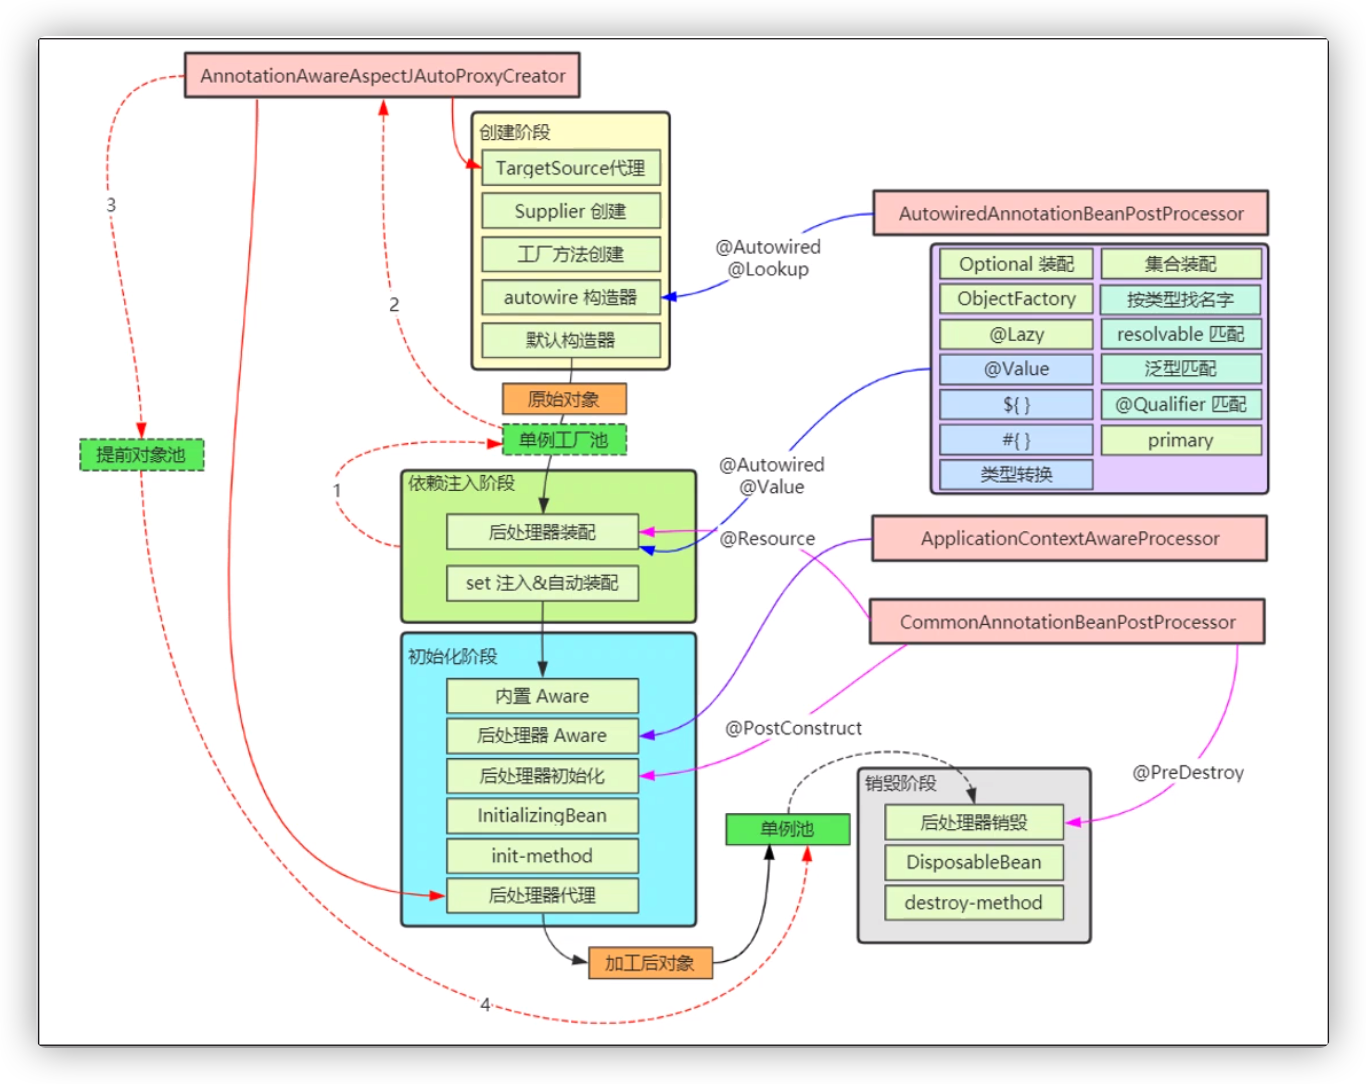 AnnotationAwareAspectJAutoProxyCreator
创建阶段
TargetSource代理
Supplier 创建
工厂方法创建
autowire 构造器
默认构造器
原始对象
单例工厂池
提前对象池
3
2
1
4
依赖注入阶段
后处理器装配
set 注入&自动装配
初始化阶段
内置 Aware
后处理器 Aware
后处理器初始化
InitializingBean
init-method
后处理器代理
加工后对象
单例池
@Autowired
@Lookup
@Autowired
@Value
@Resource
@PostConstruct
@PreDestroy
AutowiredAnnotationBeanPostProcessor
Optional 装配
集合装配
ObjectFactory
按类型找名字
@Lazy
resolvable 匹配
@Value
泛型匹配
${ }
@Qualifier 匹配
#{ }
primary
类型转换
ApplicationContextAwareProcessor
CommonAnnotationBeanPostProcessor
销毁阶段
后处理器销毁
DisposableBean
destroy-method